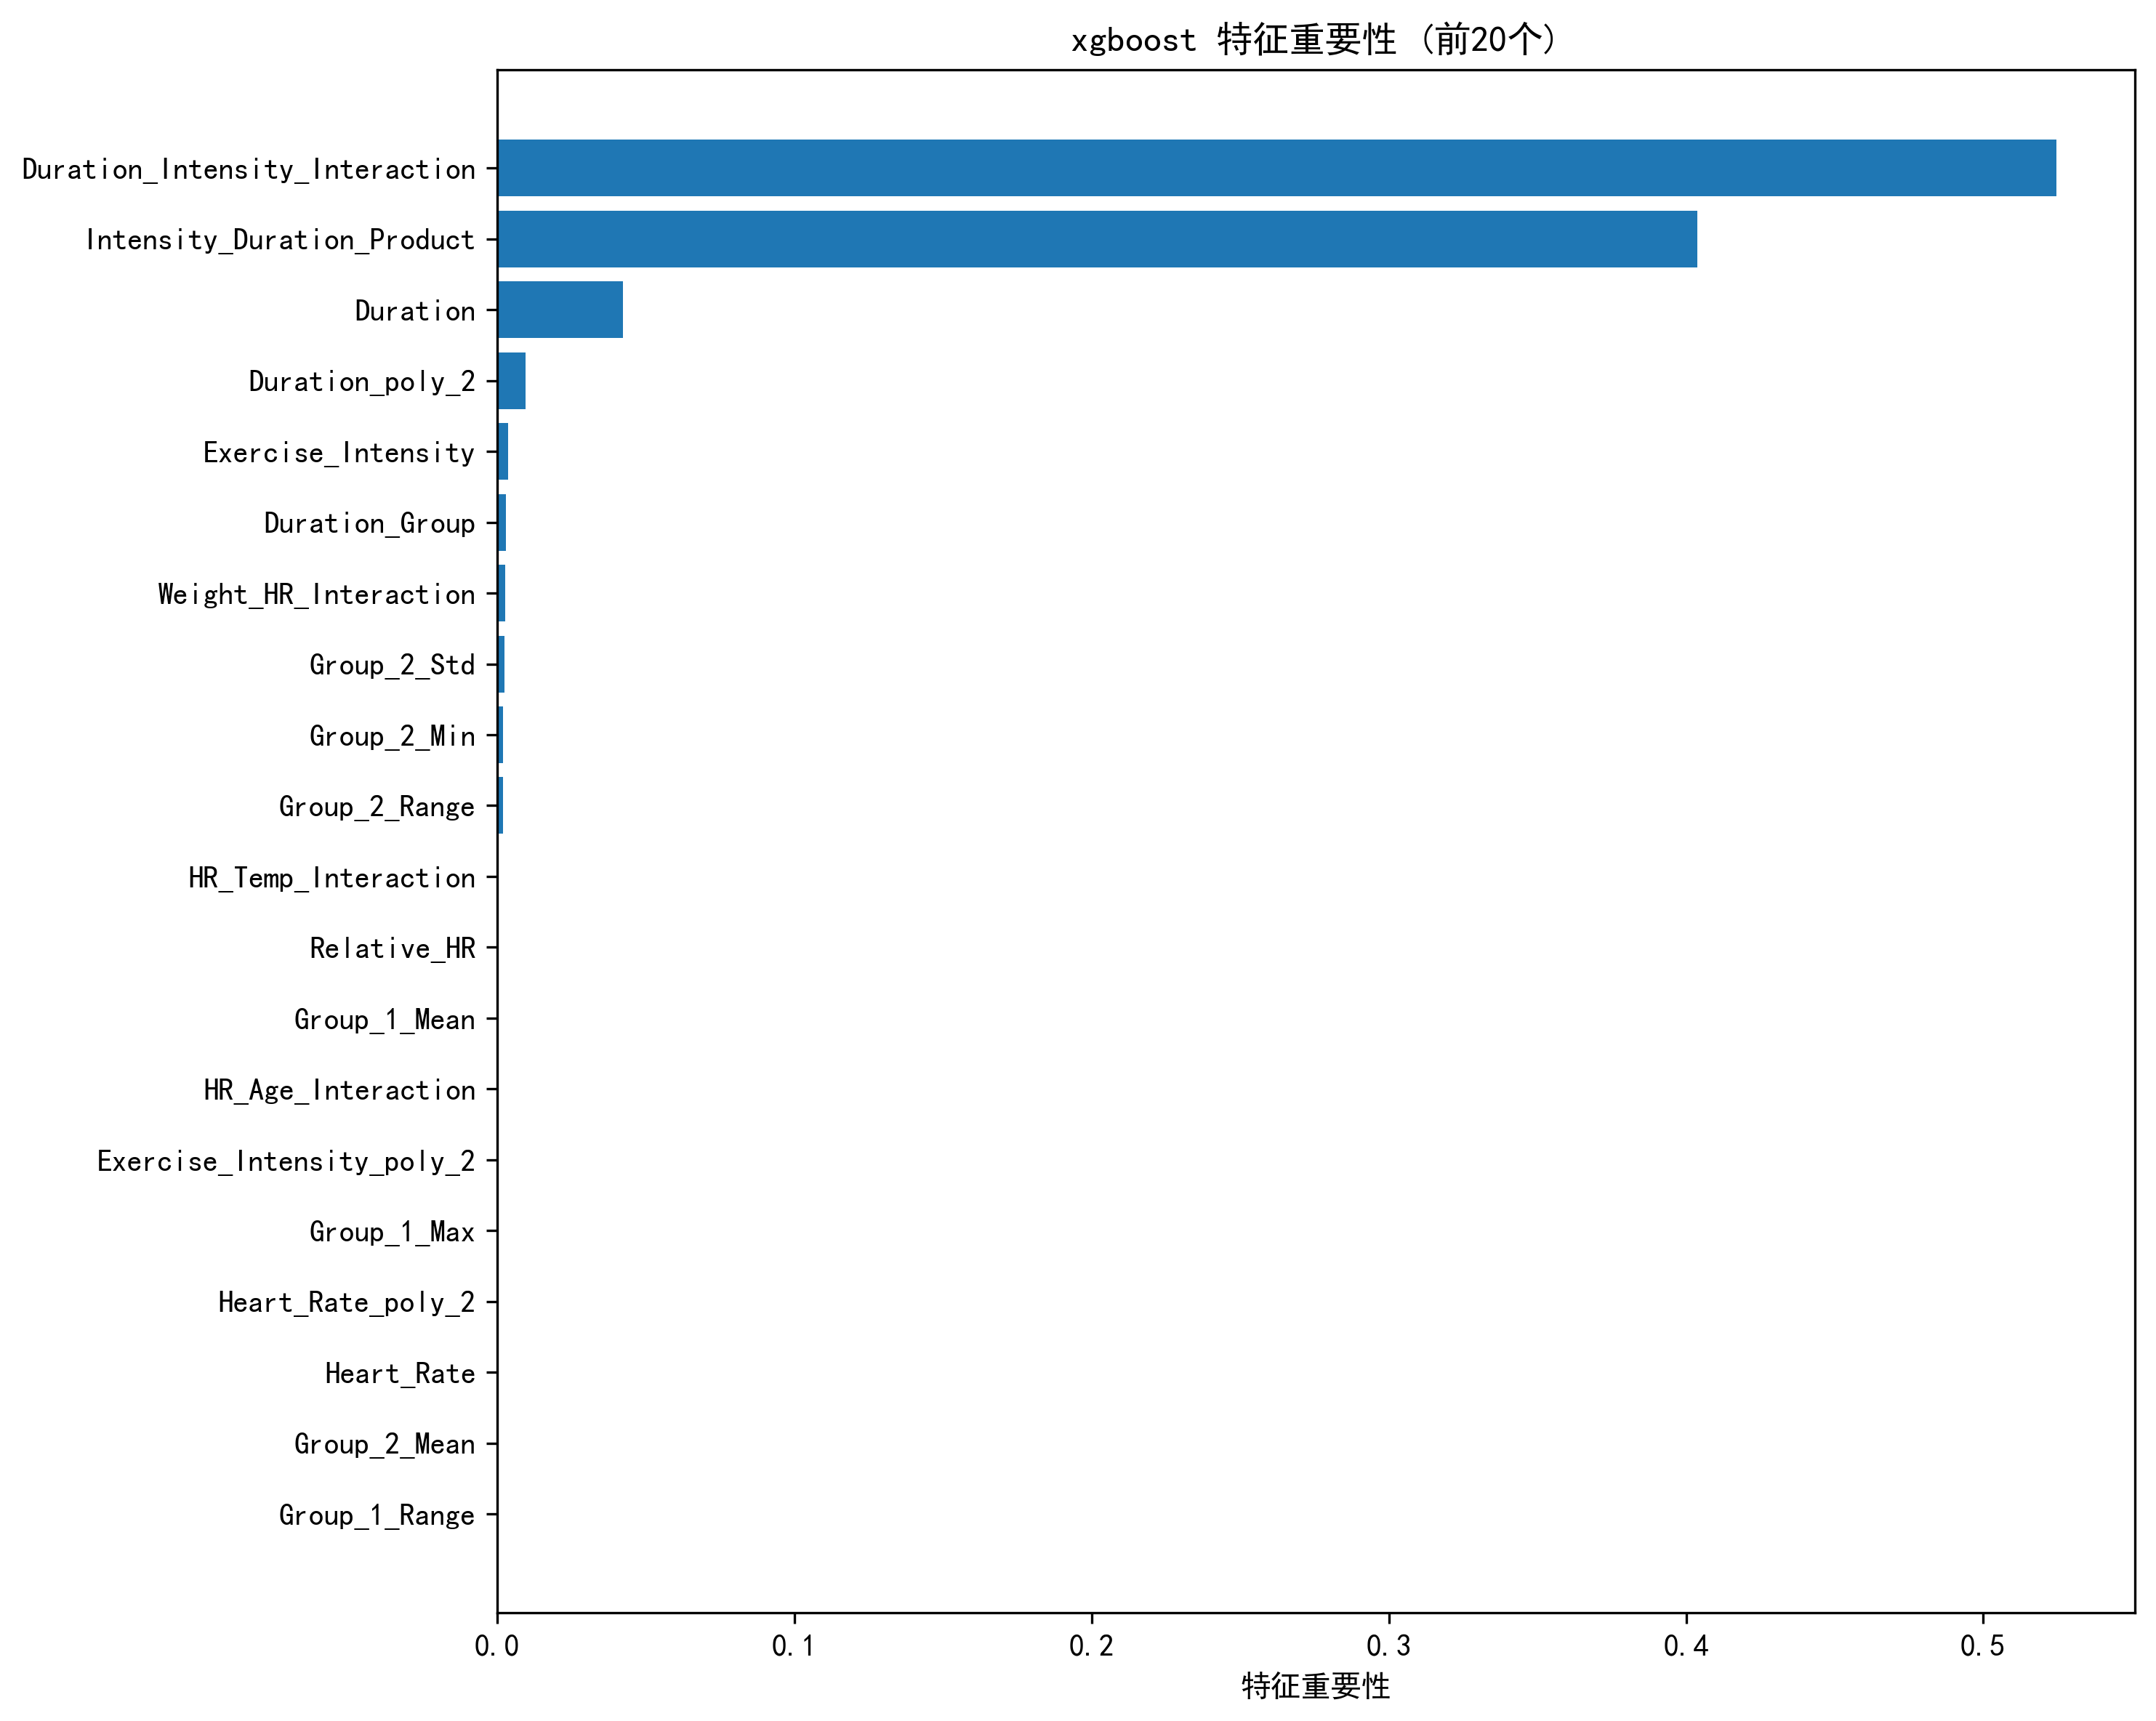 xgboost 特征重要性 (前20个)
Duration_Intensity_Interaction
Intensity_Duration_Product
Duration
Duration_poly_2
Exercise_Intensity
Duration_Group
Weight_HR_Interaction
Group_2_Std
Group_2_Min
Group_2_Range
HR_Temp_Interaction
Relative_HR
Group_1_Mean
HR_Age_Interaction
Exercise_Intensity_poly_2
Group_1_Max
Heart_Rate_poly_2
Heart_Rate
Group_2_Mean
Group_1_Range
0.0 0.1 0.2 0.3 0.4 0.5
特征重要性